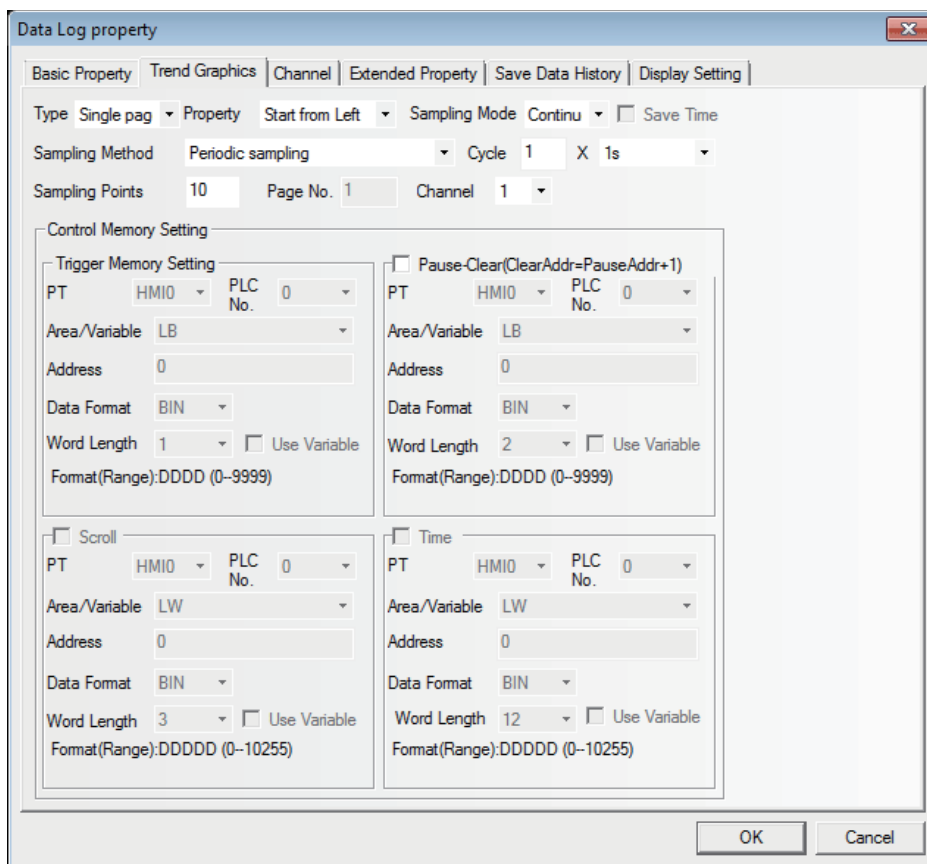 Data Log property
Basic Property Trend Graphics Channel Extended Property Save Data History Display Setting
Type Single pag Property Start from Left Sampling Mode Continu Save Time
Sampling Method Periodic sampling Cycle 1 X 1s
Sampling Points 10 Page No. 1 Channel 1
Control Memory Setting
Trigger Memory Setting
PT HMI0 PLC No. 0
Area/Variable LB
Address 0
Data Format BIN
Word Length 1 Use Variable
Format(Range):DDDD (0--9999)
Pause-Clear(ClearAddr=PauseAddr+1)
PT HMI0 PLC No. 0
Area/Variable LB
Address 0
Data Format BIN
Word Length 2 Use Variable
Format(Range):DDDD (0--9999)
Scroll
PT HMI0 PLC No. 0
Area/Variable LW
Address 0
Data Format BIN
Word Length 3 Use Variable
Format(Range):DDDDD (0--10255)
Time
PT HMI0 PLC No. 0
Area/Variable LW
Address 0
Data Format BIN
Word Length 12 Use Variable
Format(Range):DDDDD (0--10255)
OK Cancel